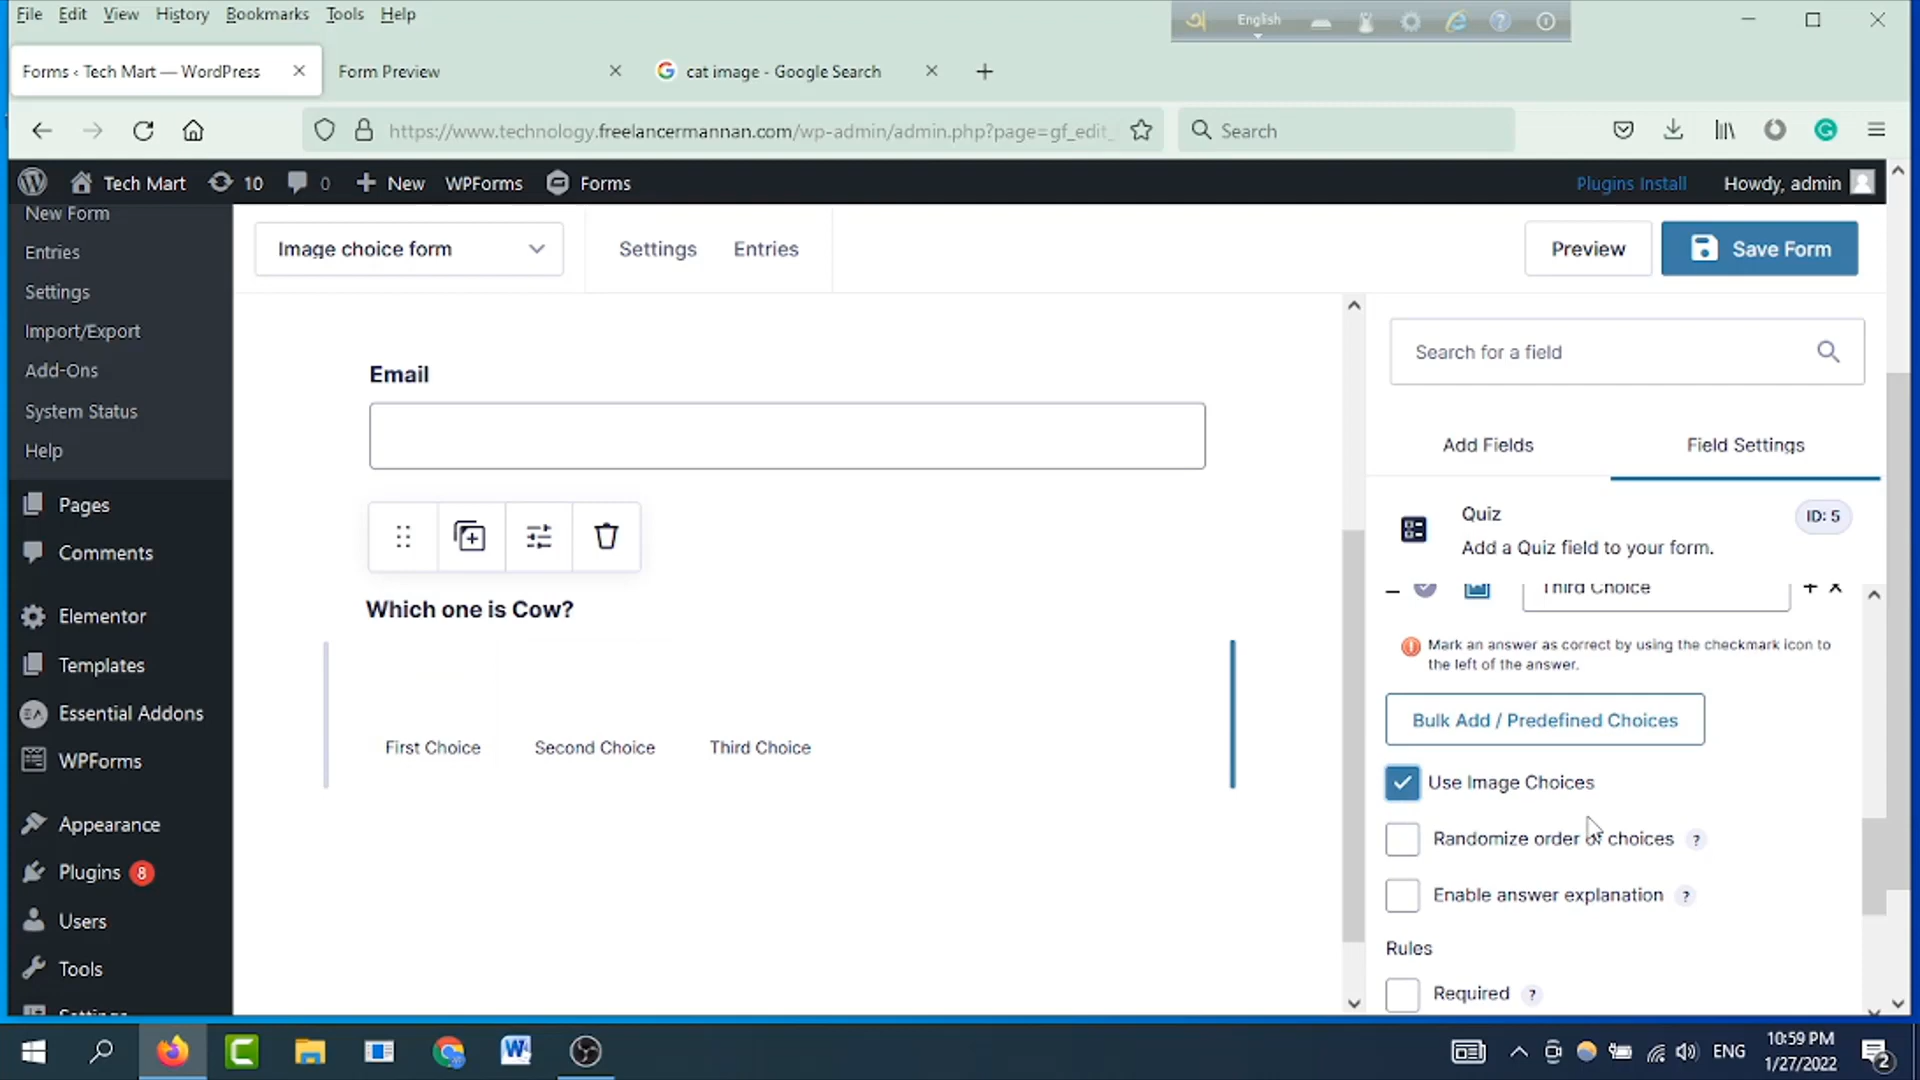 File Edit View History Bookmarks Tools Help
English
Forms ‹ Tech Mart — WordPress
Form Preview
cat image - Google Search
https://www.technology.freelancermannan.com/wp-admin/admin.php?page=gf_edit_
Search
Tech Mart
10
0
New
WPForms
Forms
Plugins Install
Howdy, admin
New Form
Entries
Settings
Import/Export
Add-Ons
System Status
Help
Pages
Comments
Elementor
Templates
Essential Addons
WPForms
Appearance
Plugins 8
Users
Tools
Settings
Image choice form
Settings
Entries
Preview
Save Form
Email
Which one is Cow?
First Choice
Second Choice
Third Choice
Search for a field
Add Fields
Field Settings
Quiz
ID: 5
Add a Quiz field to your form.
Third Choice
Mark an answer as correct by using the checkmark icon to
the left of the answer.
Bulk Add / Predefined Choices
Use Image Choices
Randomize order of choices ?
Enable answer explanation ?
Rules
Required ?
ENG
10:59 PM
1/27/2022
2